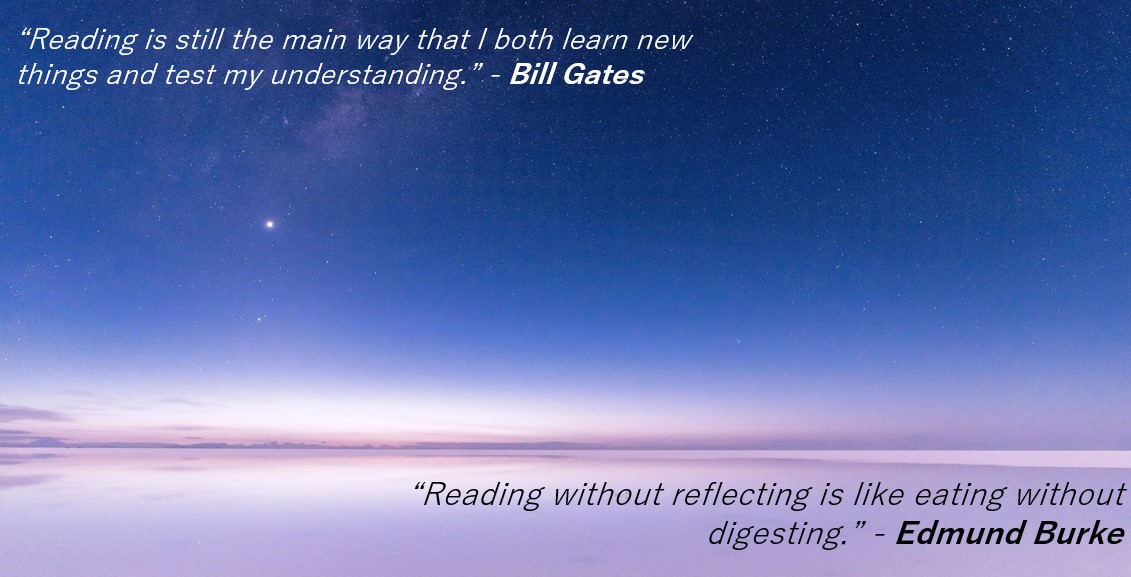 “Reading is still the main way that I both learn new
things and test my understanding.” - Bill Gates
“Reading without reflecting is like eating without
digesting.” - Edmund Burke